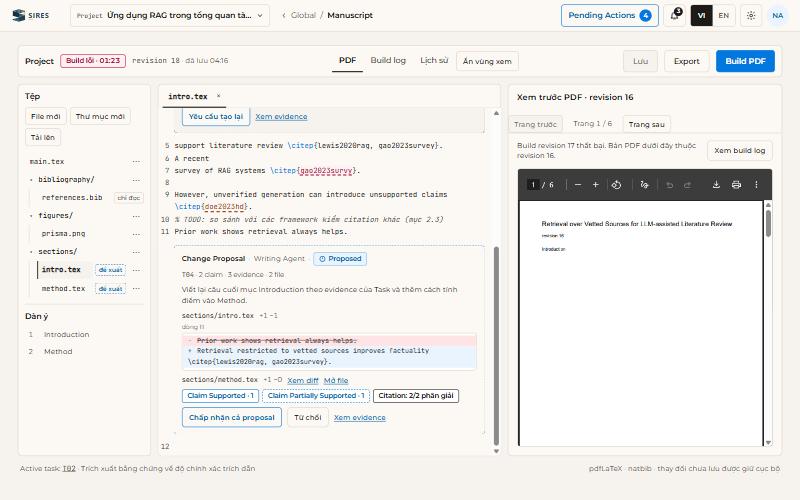 SIRES
Project Ứng dụng RAG trong tổng quan tà...
Global / Manuscript
Pending Actions 4
3
VI EN
NA
Project Build lỗi · 01:23 revision 18 · đã lưu 04:16
PDF Build log Lịch sử Ẩn vùng xem
Lưu Export Build PDF
Tệp
File mới Thư mục mới
Tải lên
main.tex
bibliography/
references.bib chỉ đọc
figures/
prisma.png
sections/
intro.tex đề xuất
method.tex đề xuất
Dàn ý
1 Introduction
2 Method
intro.tex ×
Yêu cầu tạo lại Xem evidence
5 support literature review \citep{lewis2020rag, gao2023survey}.
6 A recent
7 survey of RAG systems \citep{gao2023survy}.
8
9 However, unverified generation can introduce unsupported claims
\citep{doe2023hd}.
10 % TODO: so sánh với các framework kiểm citation khác (mục 2.3)
11 Prior work shows retrieval always helps.
Change Proposal · Writing Agent · Proposed
T04 · 2 claim · 3 evidence · 2 file
Viết lại câu cuối mục Introduction theo evidence của Task và thêm cách tính
điểm vào Method.
sections/intro.tex +1 −1
dòng 11
- Prior work shows retrieval always helps.
+ Retrieval restricted to vetted sources improves factuality
\citep{lewis2020rag, gao2023survey}.
sections/method.tex +1 −0 Xem diff Mở file
Claim Supported · 1 Claim Partially Supported · 1 Citation: 2/2 phân giải
Chấp nhận cả proposal Từ chối Xem evidence
12
Xem trước PDF · revision 16
Trang trước Trang 1 / 6 Trang sau
Build revision 17 thất bại. Bản PDF dưới đây thuộc
revision 16.
Xem build log
1 / 6
Retrieval over Vetted Sources for LLM-assisted Literature Review
revision 16
Introduction
Active task: T02 · Trích xuất bằng chứng về độ chính xác trích dẫn
pdfLaTeX · natbib · thay đổi chưa lưu được giữ cục bộ